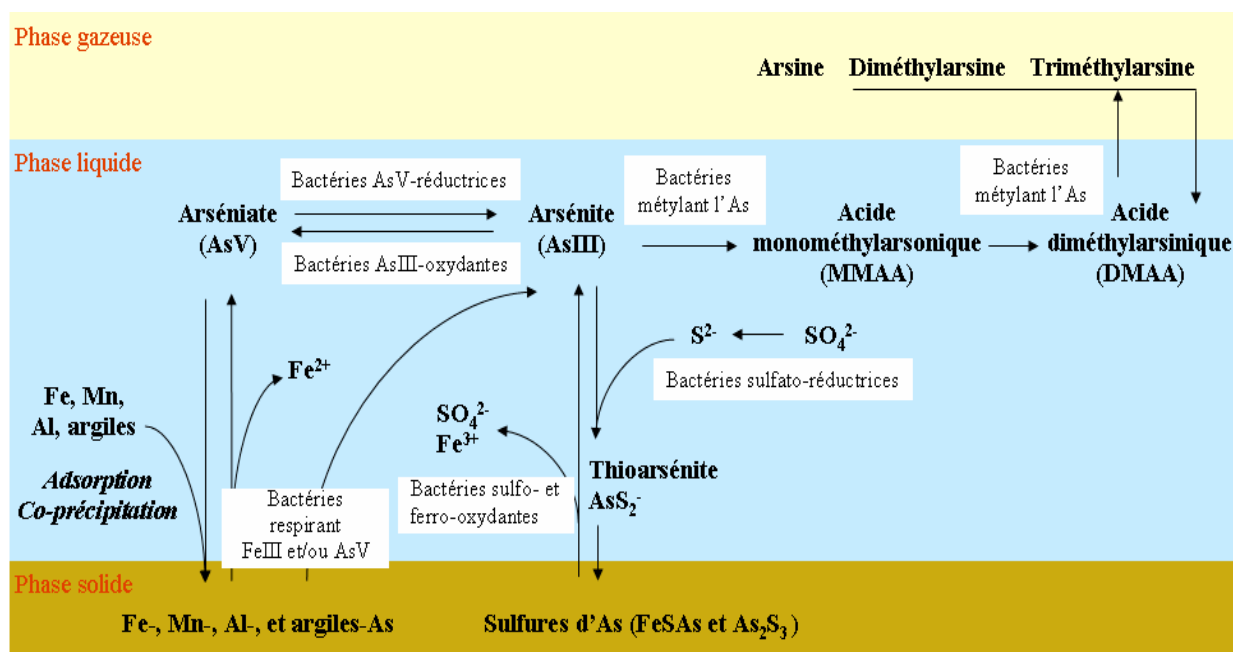 Phase gazeuse
Arsine Diméthylarsine Triméthylarsine
Phase liquide
Bactéries AsV-réductrices
Bactéries
métylant l'As
Bactéries
métylant l'As
Arséniate
(AsV)
Arsénite
(AsIII)
Acide
monométhylarsonique
(MMAA)
Acide
diméthylarsinique
(DMAA)
Bactéries AsIII-oxydantes
S²⁻
SO₄²⁻
Bactéries sulfato-réductrices
Fe²⁺
Fe, Mn,
Al, argiles
SO₄²⁻
Fe³⁺
Adsorption
Co-précipitation
Bactéries
respirant
FeIII et/ou AsV
Bactéries sulfo- et
ferro-oxydantes
Thioarsénite
AsS₂⁻
Phase solide
Fe-, Mn-, Al-, et argiles-As
Sulfures d'As (FeSAs et As₂S₃)